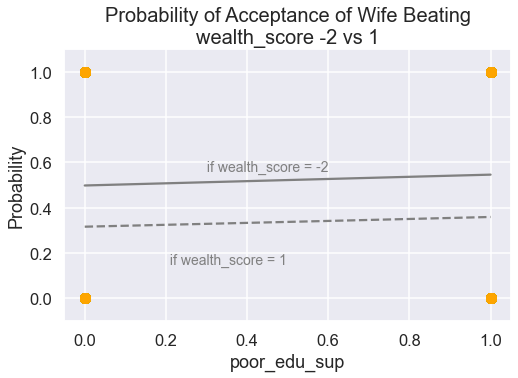 Probability of Acceptance of Wife Beating
wealth_score -2 vs 1
1.0
0.8
0.6
0.4
0.2
0.0
Probability
if wealth_score = -2
if wealth_score = 1
0.0 0.2 0.4 0.6 0.8 1.0
poor_edu_sup